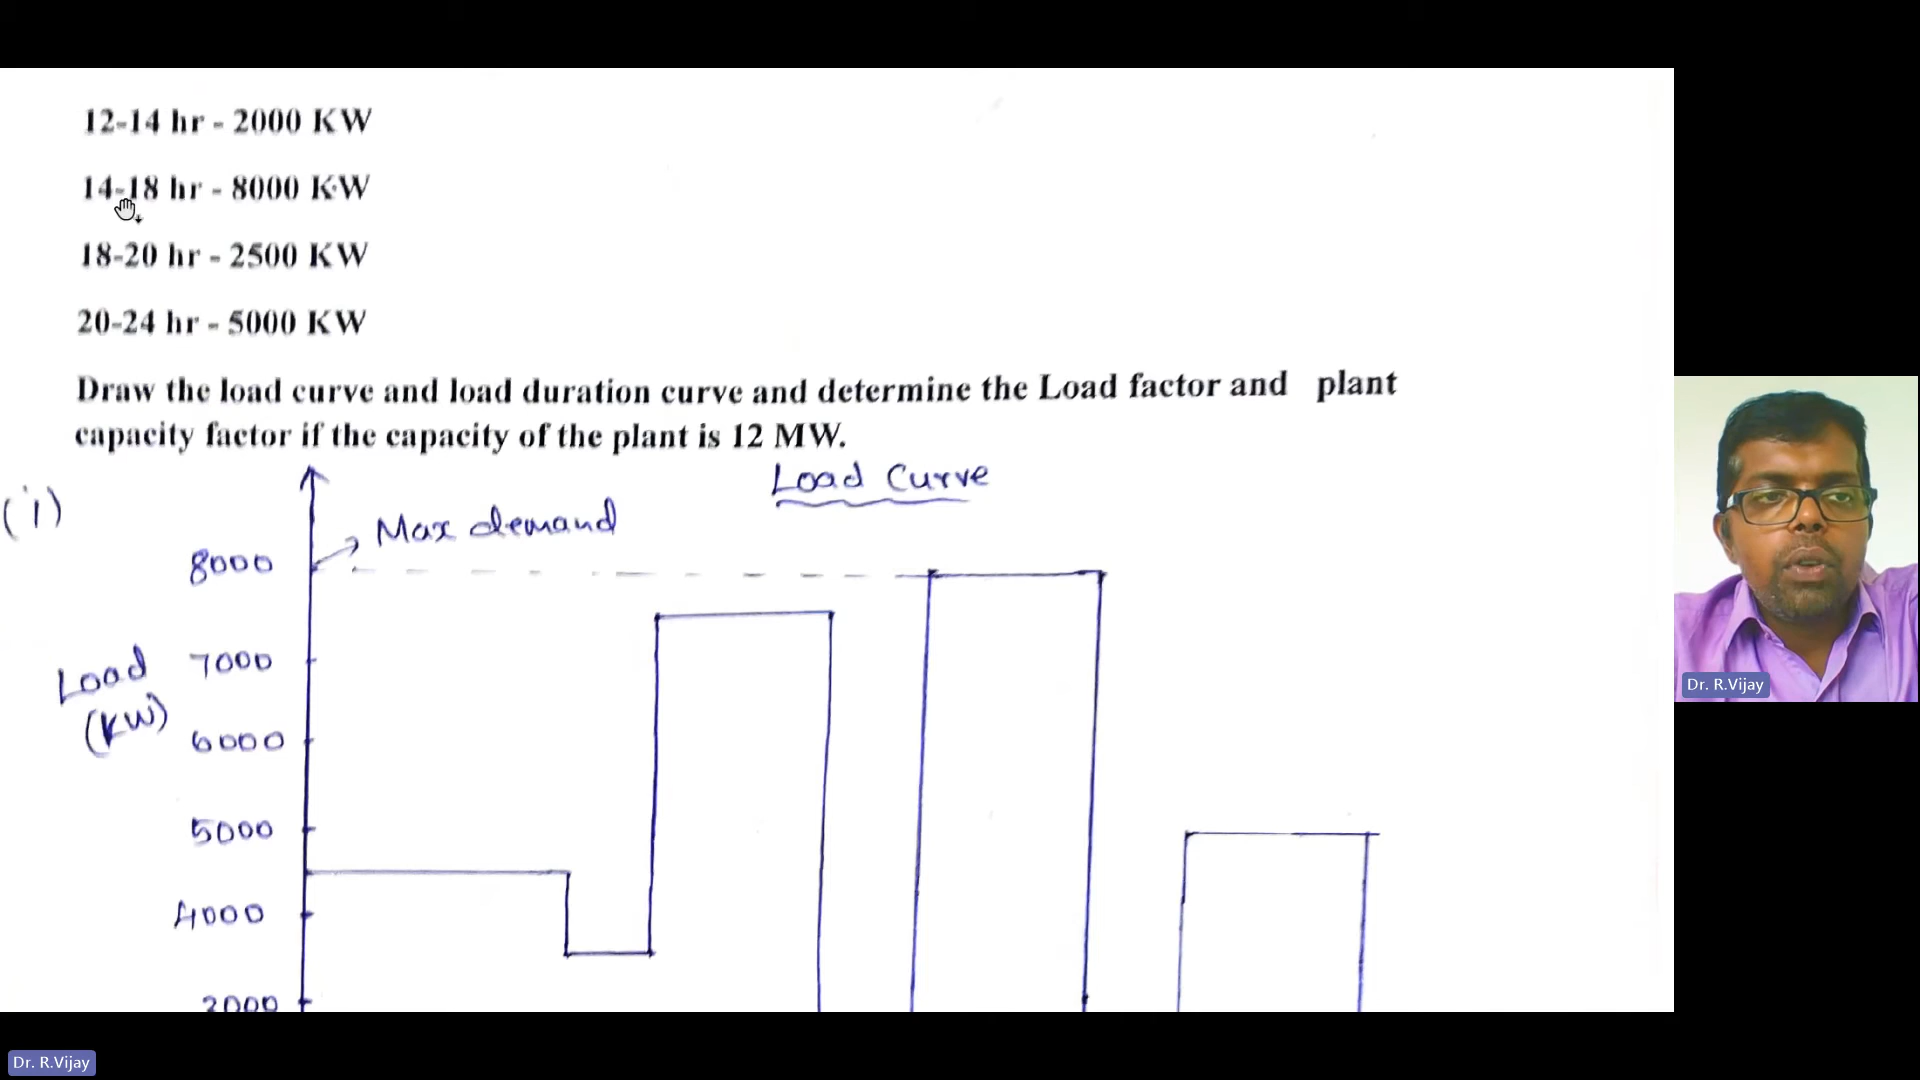 12-14 hr - 2000 KW
14-18 hr - 8000 KW
18-20 hr - 2500 KW
20-24 hr - 5000 KW
Draw the load curve and load duration curve and determine the Load factor and plant
capacity factor if the capacity of the plant is 12 MW.
Load Curve
(i)
Max demand
8000
Load
(KW)
7000
6000
5000
4000
3000
Dr. R.Vijay
Dr. R.Vijay